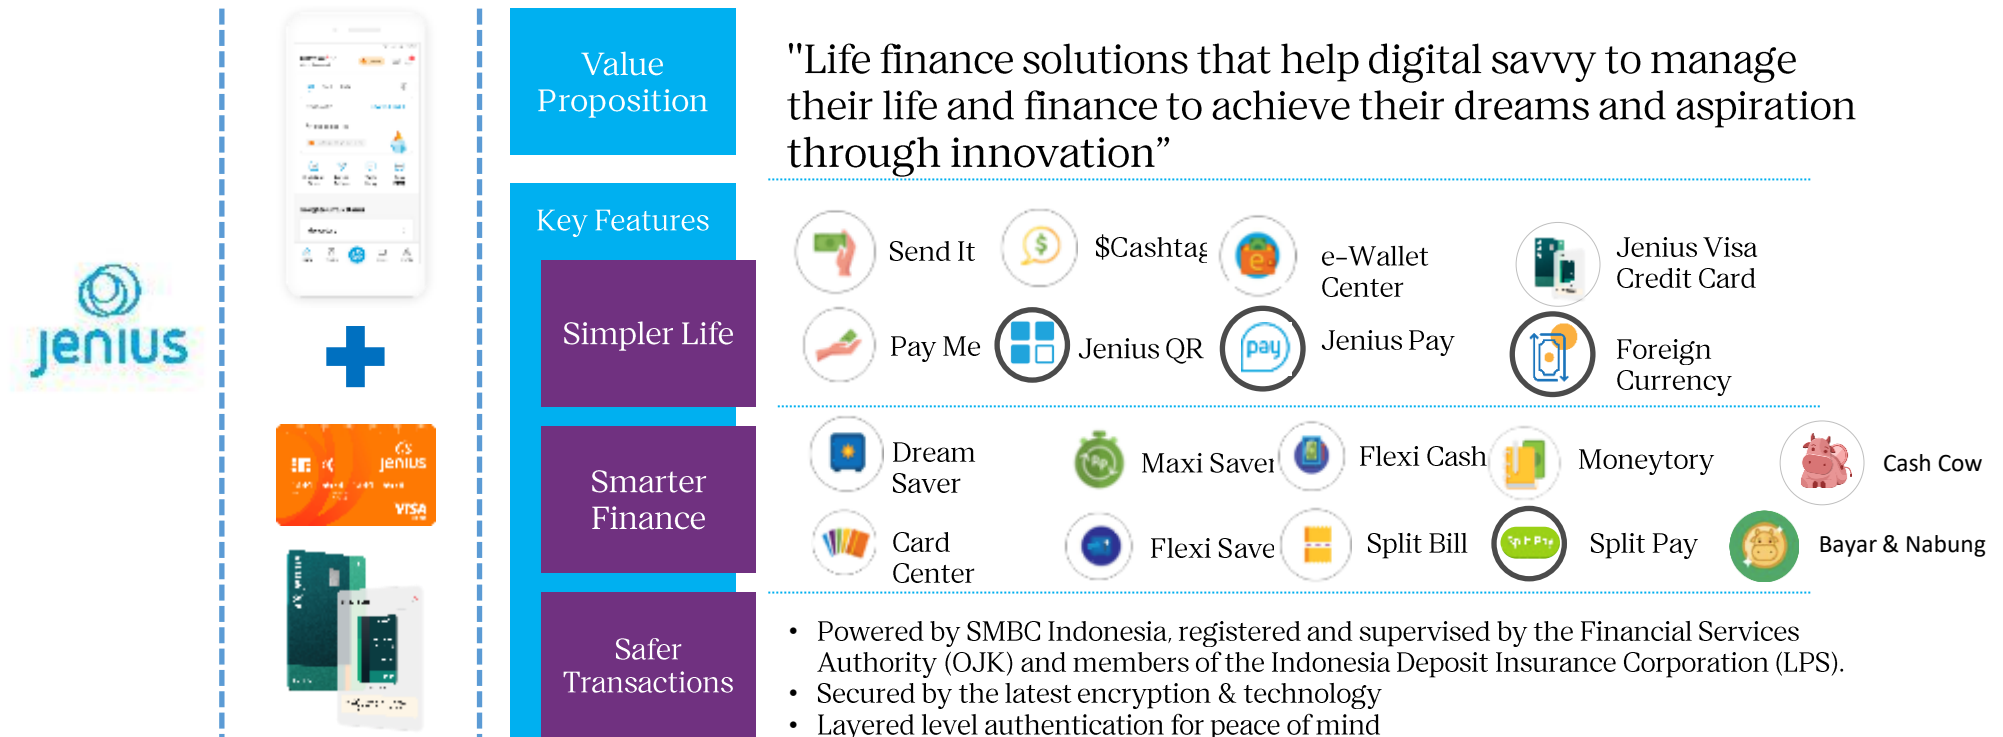 Jenius
Jenius
VISA
Value
Proposition
"Life finance solutions that help digital savvy to manage
their life and finance to achieve their dreams and aspiration
through innovation”
Key Features
Simpler Life
Send It
$Cashtag
e-Wallet
Center
Jenius Visa
Credit Card
Pay Me
Jenius QR
pay
Jenius Pay
Foreign
Currency
Smarter
Finance
Dream
Saver
Maxi Saver
Flexi Cash
Moneytory
Cash Cow
Card
Center
Flexi Save
Split Bill
Split Pay
Split Pay
Bayar & Nabung
Safer
Transactions
• Powered by SMBC Indonesia, registered and supervised by the Financial Services
Authority (OJK) and members of the Indonesia Deposit Insurance Corporation (LPS).
• Secured by the latest encryption & technology
• Layered level authentication for peace of mind